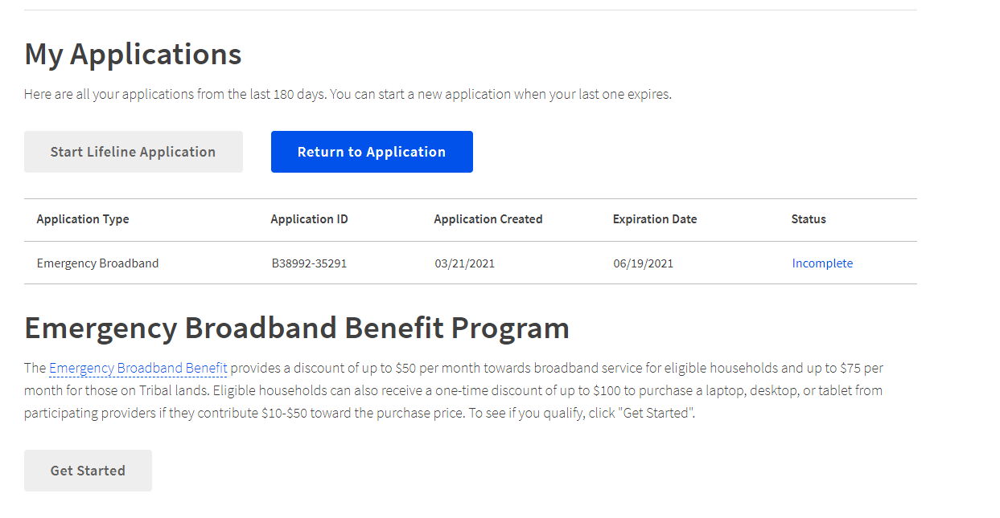 My Applications
Here are all your applications from the last 180 days. You can start a new application when your last one expires.
Start Lifeline Application Return to Application
Application Type Application ID Application Created Expiration Date Status
Emergency Broadband B38992-35291 03/21/2021 06/19/2021 Incomplete
Emergency Broadband Benefit Program
The Emergency Broadband Benefit provides a discount of up to $50 per month towards broadband service for eligible households and up to $75 per
month for those on Tribal lands. Eligible households can also receive a one-time discount of up to $100 to purchase a laptop, desktop, or tablet from
participating providers if they contribute $10-$50 toward the purchase price. To see if you qualify, click "Get Started".
Get Started